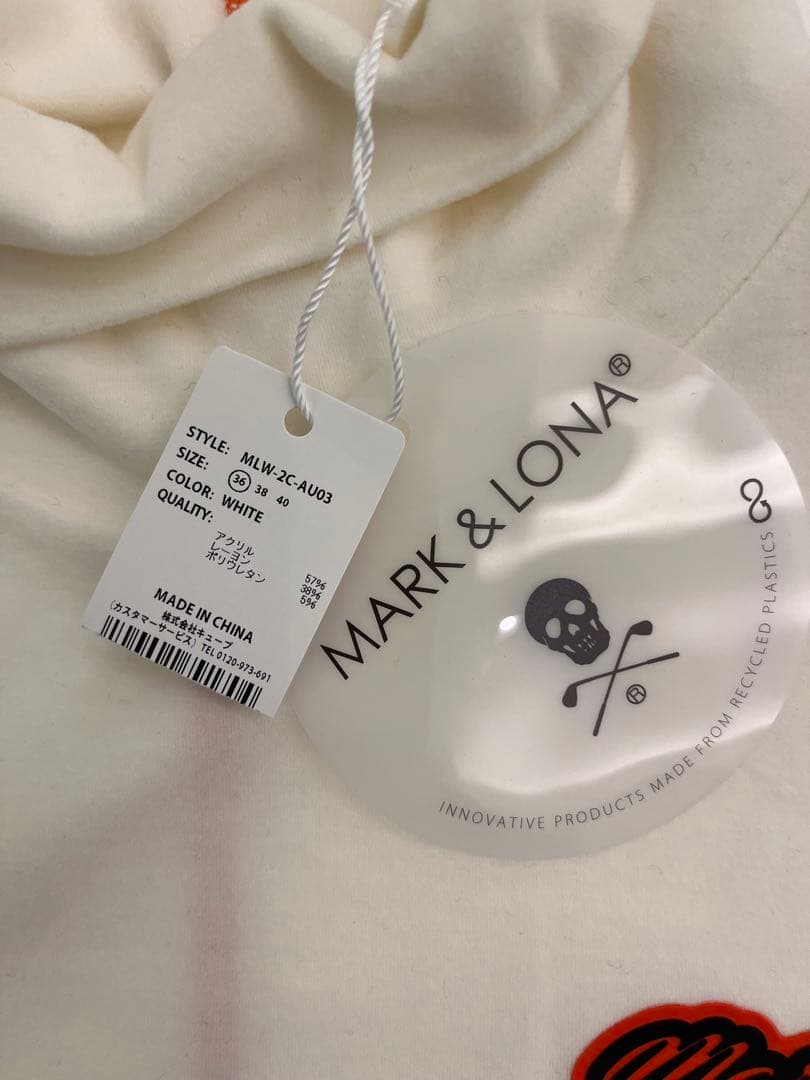 STYLE: MLW-2C-AU03
SIZE: 36 38 40
COLOR: WHITE
QUALITY:
アクリル 57%
レーヨン 38%
ポリウレタン 5%
MADE IN CHINA
株式会社キューブ
(カスタマーサービス) TEL 0120-973-691
MARK & LONA®
®
INNOVATIVE PRODUCTS MADE FROM RECYCLED PLASTICS